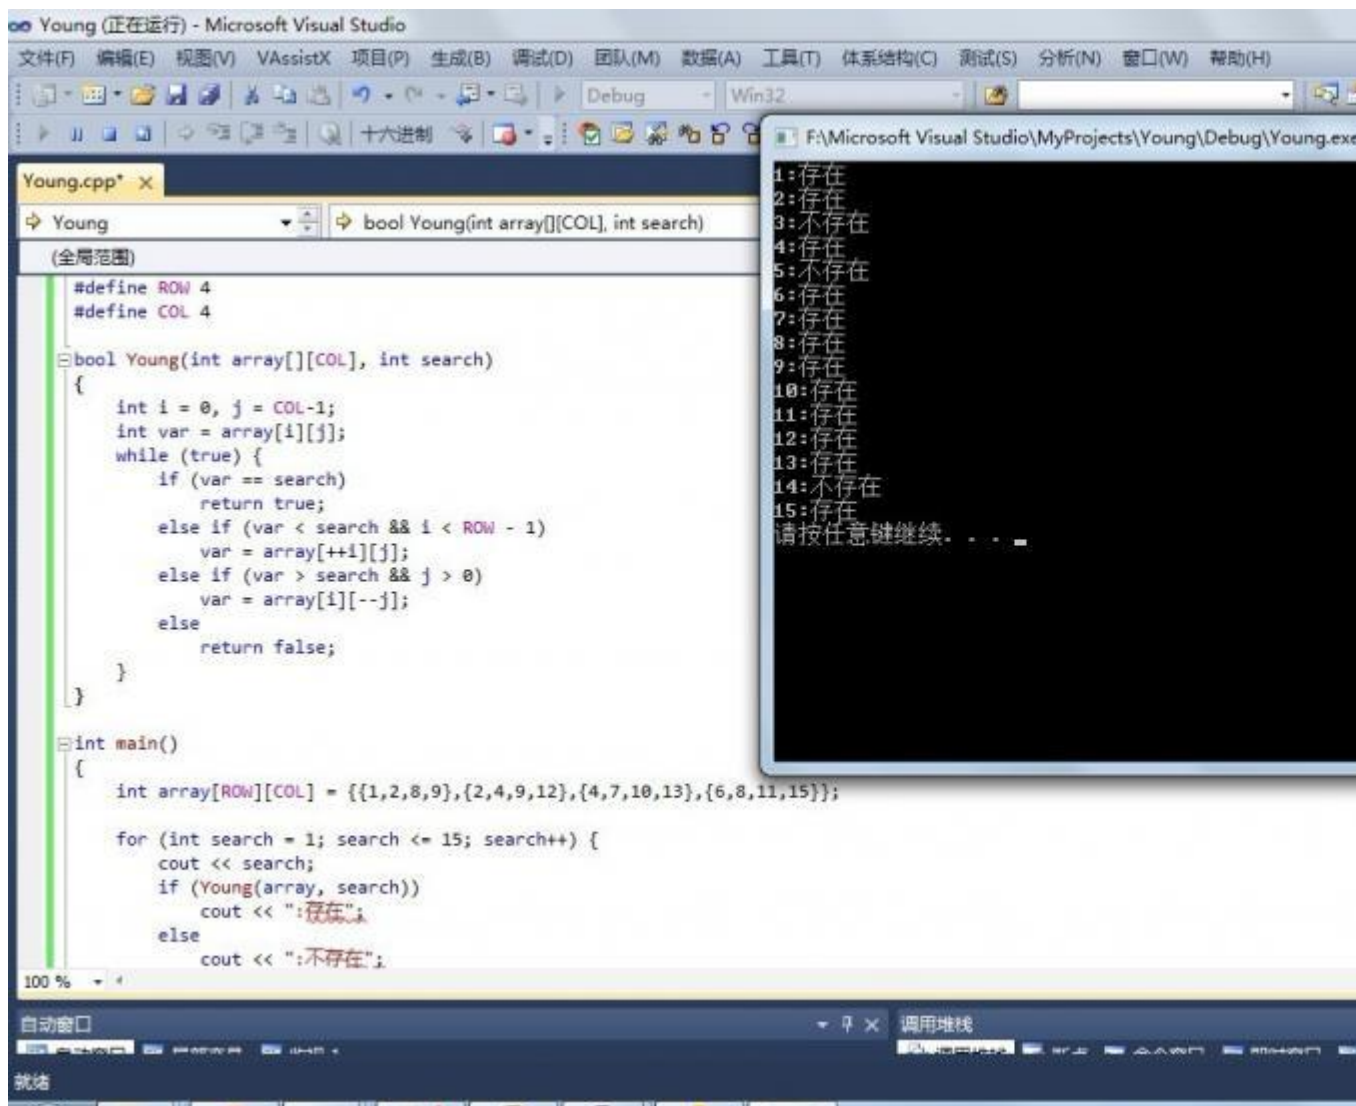 Young (正在运行) - Microsoft Visual Studio
文件(F) 编辑(E) 视图(V) VAssistX 项目(P) 生成(B) 调试(D) 团队(M) 数据(A) 工具(T) 体系结构(C) 测试(S) 分析(N) 窗口(W) 帮助(H)
Debug Win32
十六进制
F:\Microsoft Visual Studio\MyProjects\Young\Debug\Young.exe
Young.cpp*
Young bool Young(int array[][COL], int search)
(全局范围)
#define ROW 4
#define COL 4
bool Young(int array[][COL], int search)
{
int i = 0, j = COL-1;
int var = array[i][j];
while (true) {
if (var == search)
return true;
else if (var < search && i < ROW - 1)
var = array[++i][j];
else if (var > search && j > 0)
var = array[i][--j];
else
return false;
}
}
int main()
{
int array[ROW][COL] = {{1,2,8,9},{2,4,9,12},{4,7,10,13},{6,8,11,15}};
for (int search = 1; search <= 15; search++) {
cout << search;
if (Young(array, search))
cout << ":存在";
else
cout << ":不存在";
100 %
1:存在
2:存在
3:不存在
4:存在
5:不存在
6:存在
7:存在
8:存在
9:存在
10:存在
11:存在
12:存在
13:存在
14:不存在
15:存在
请按任意键继续. . .
自动窗口 调用堆栈
就绪